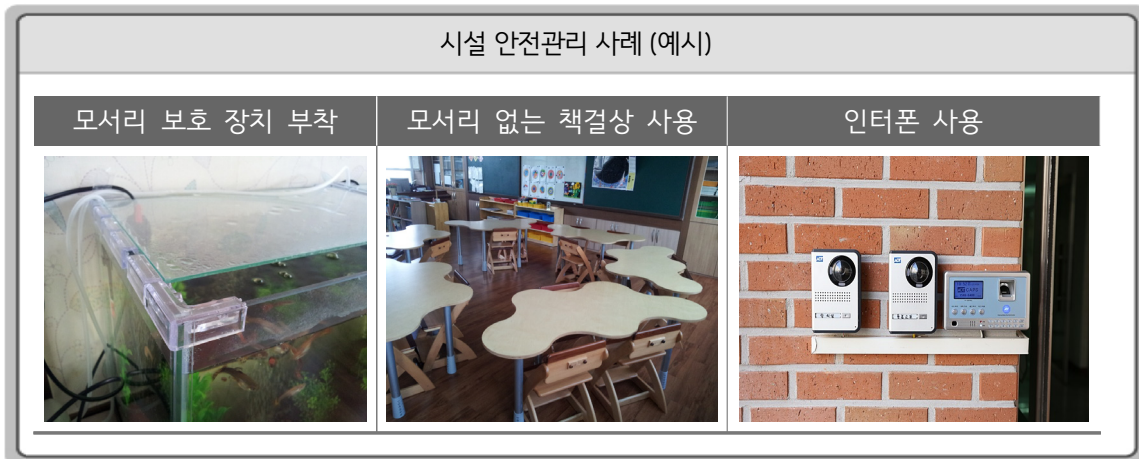 시설 안전관리 사례 (예시)
모서리 보호 장치 부착
모서리 없는 책걸상 사용
인터폰 사용